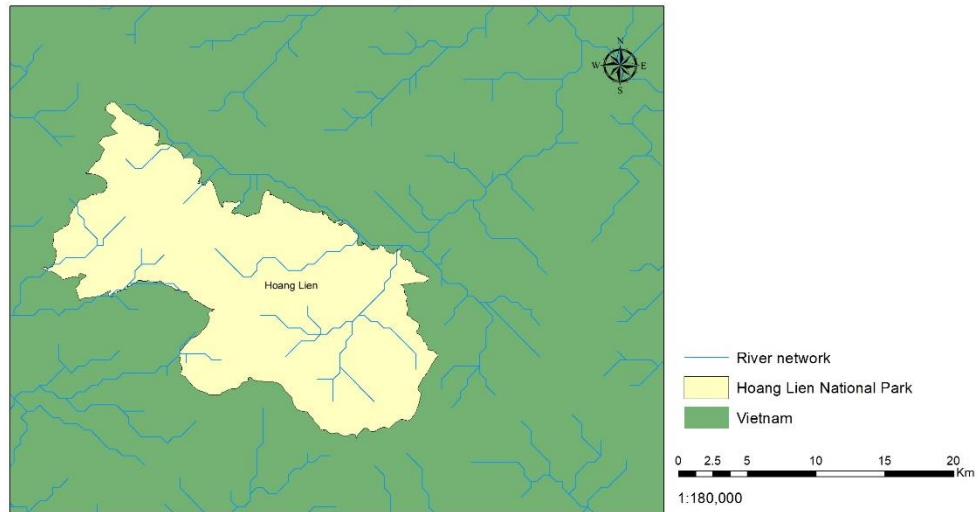 N
W E
S
Hoang Lien
River network
Hoang Lien National Park
Vietnam
0 2.5 5 10 15 20
Km
1:180,000